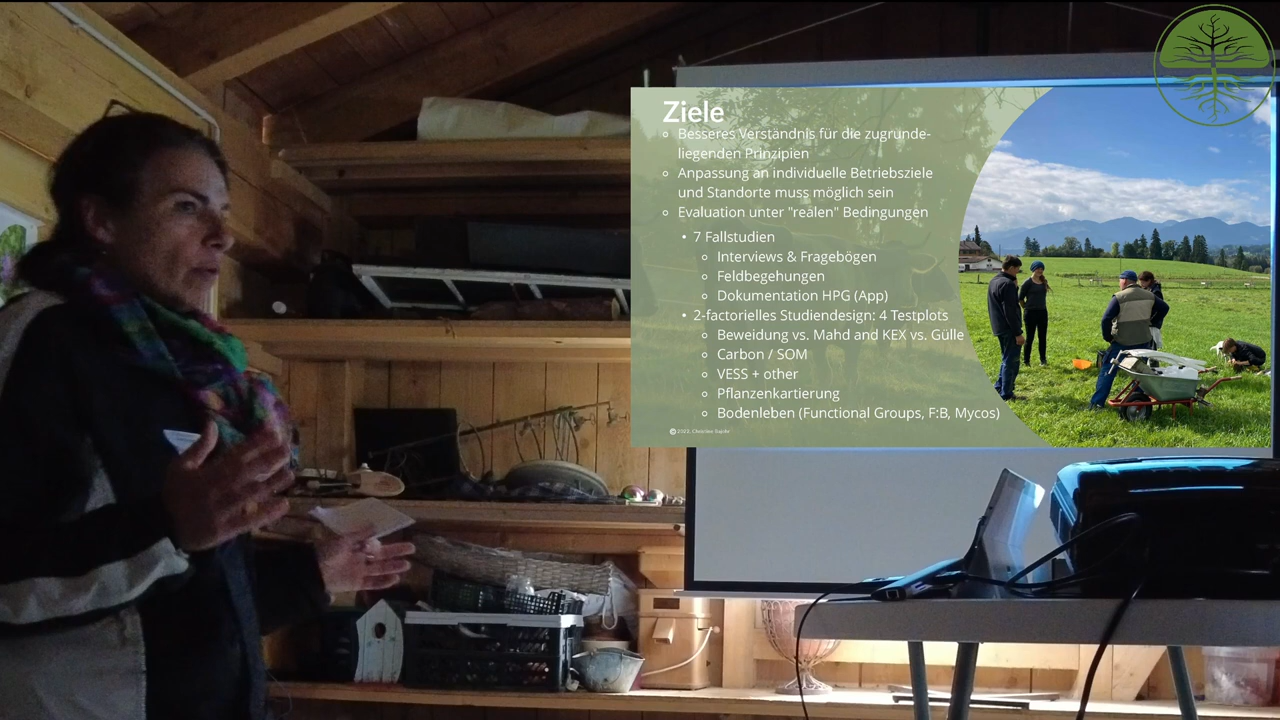 Ziele
Besseres Verständnis für die zugrunde-
liegenden Prinzipien
Anpassung an individuelle Betriebsziele
und Standorte muss möglich sein
Evaluation unter "realen" Bedingungen
7 Fallstudien
Interviews & Fragebögen
Feldbegehungen
Dokumentation HPG (App)
2-factorielles Studiendesign: 4 Testplots
Beweidung vs. Mahd and KEX vs. Gülle
Carbon / SOM
VESS + other
Pflanzenkartierung
Bodenleben (Functional Groups, F:B, Mycos)